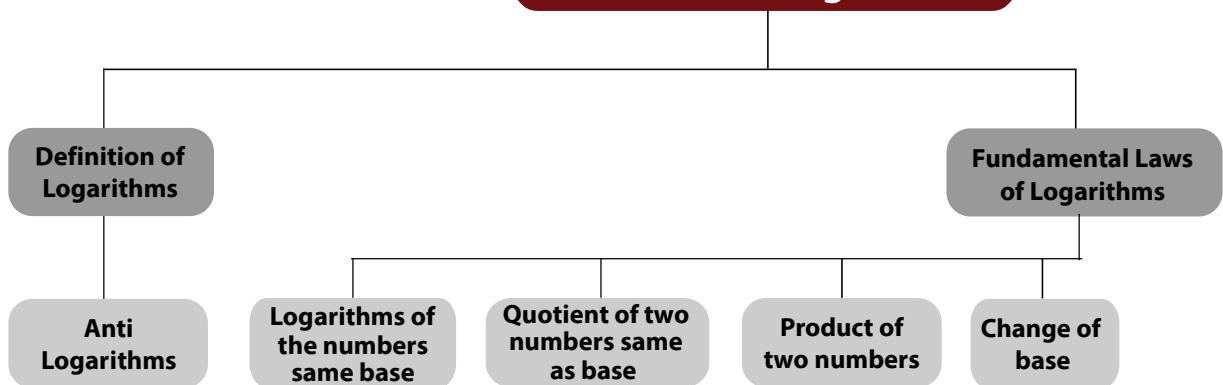 Definition of
Logarithms
Fundamental Laws
of Logarithms
Anti
Logarithms
Logarithms of
the numbers
same base
Quotient of two
numbers same
as base
Product of
two numbers
Change of
base